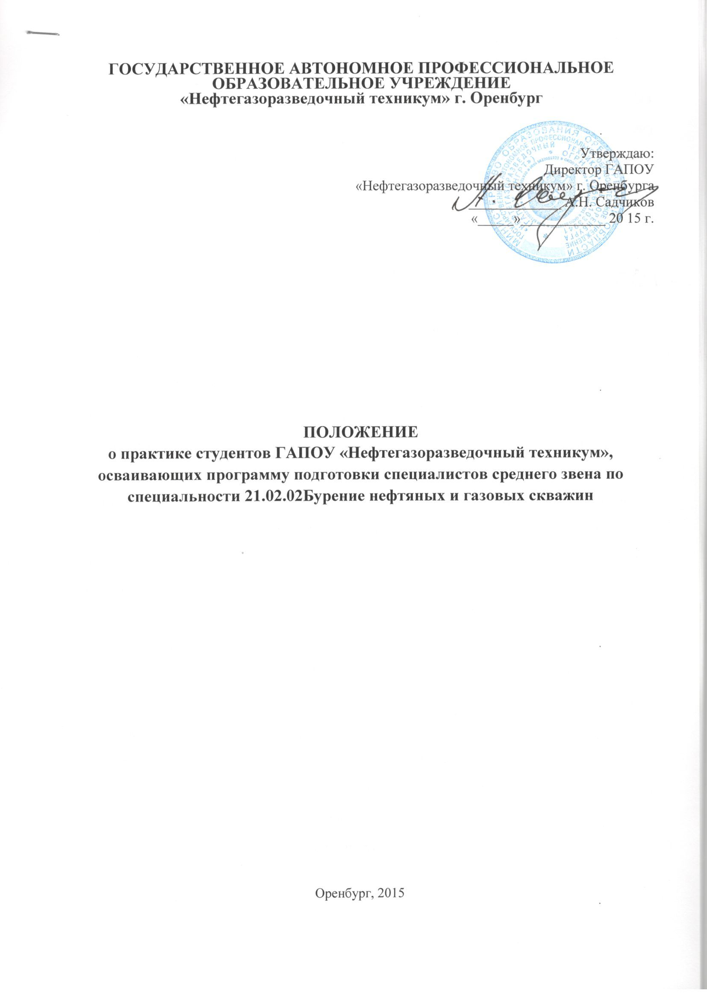 ГОСУДАРСТВЕННОЕ АВТОНОМНОЕ ПРОФЕССИОНАЛЬНОЕ
ОБРАЗОВАТЕЛЬНОЕ УЧРЕЖДЕНИЕ
«Нефтегазоразведочный техникум» г. Оренбург
Утверждаю:
Директор ГАПОУ
«Нефтегазоразведочный техникум» г. Оренбурга
_____________ А.Н. Садчиков
«_____»____________ 20 15 г.
ПОЛОЖЕНИЕ
о практике студентов ГАПОУ «Нефтегазоразведочный техникум»,
осваивающих программу подготовки специалистов среднего звена по
специальности 21.02.02Бурение нефтяных и газовых скважин
Оренбург, 2015